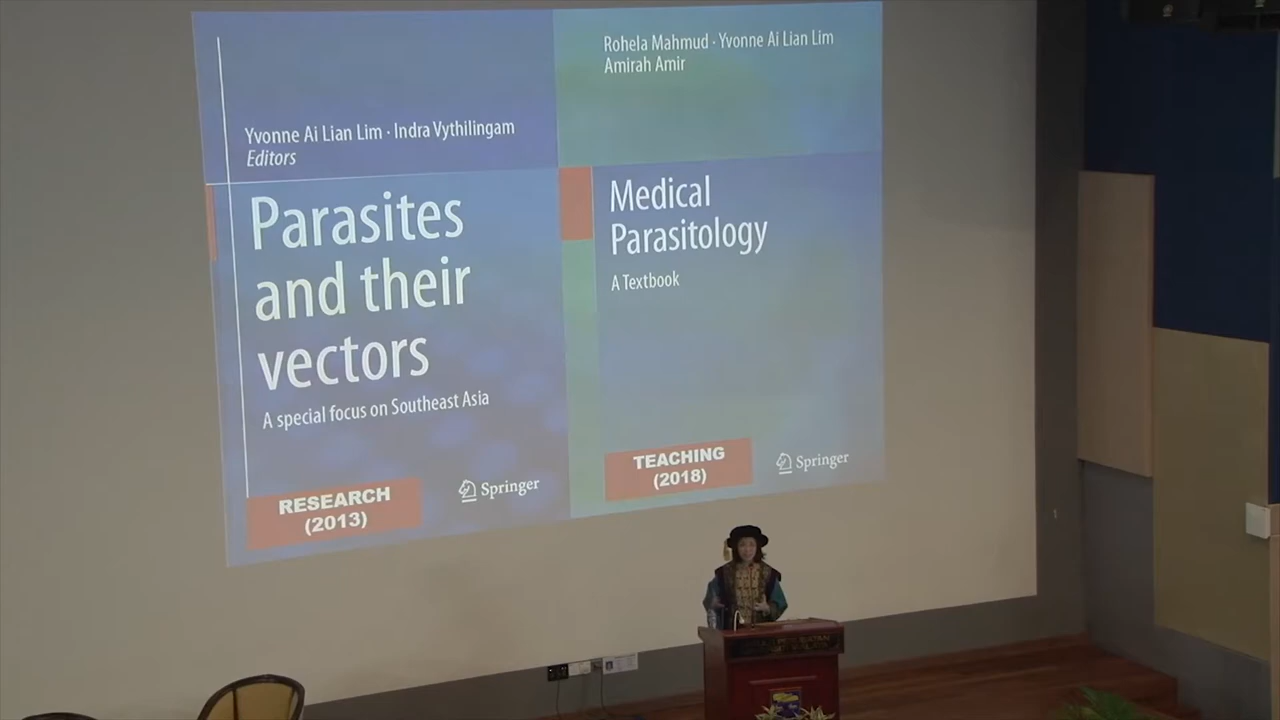 Yvonne Ai Lian Lim · Indra Vythilingam
Editors
Parasites
and their
vectors
A special focus on Southeast Asia
RESEARCH
(2013)
Springer
Rohela Mahmud · Yvonne Ai Lian Lim
Amirah Amir
Medical
Parasitology
A Textbook
TEACHING
(2018)
Springer